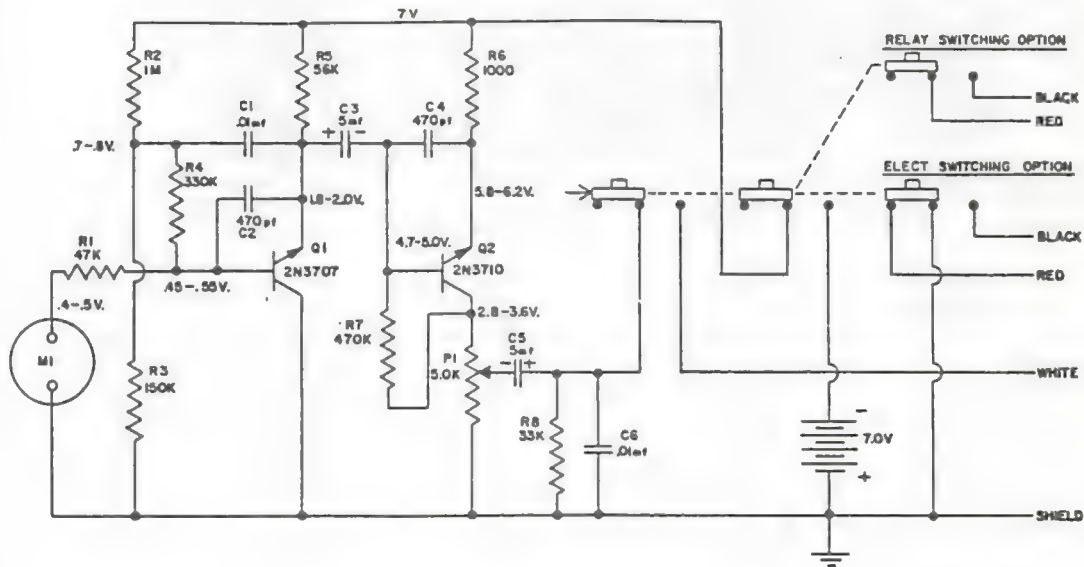 7V
RELAY SWITCHING OPTION
R2
1M
R5
56K
R6
1000
C1
.01mf
C3
5mf
+
-
C4
470pf
BLACK
RED
.7-.8V.
R4
330K
ELECT SWITCHING OPTION
5.8-6.2V.
1.8-2.0V.
470pf
C2
R1
47K
Q1
2N3707
4.7-5.0V.
Q2
2N3710
BLACK
RED
.45-.55V.
.4-.5V.
2.8-3.6V.
R7
470K
C5
5mf
-
+
M1
P1
5.0K
R3
150K
WHITE
R8
33K
C6
.01mf
-
7.0V
+
SHIELD